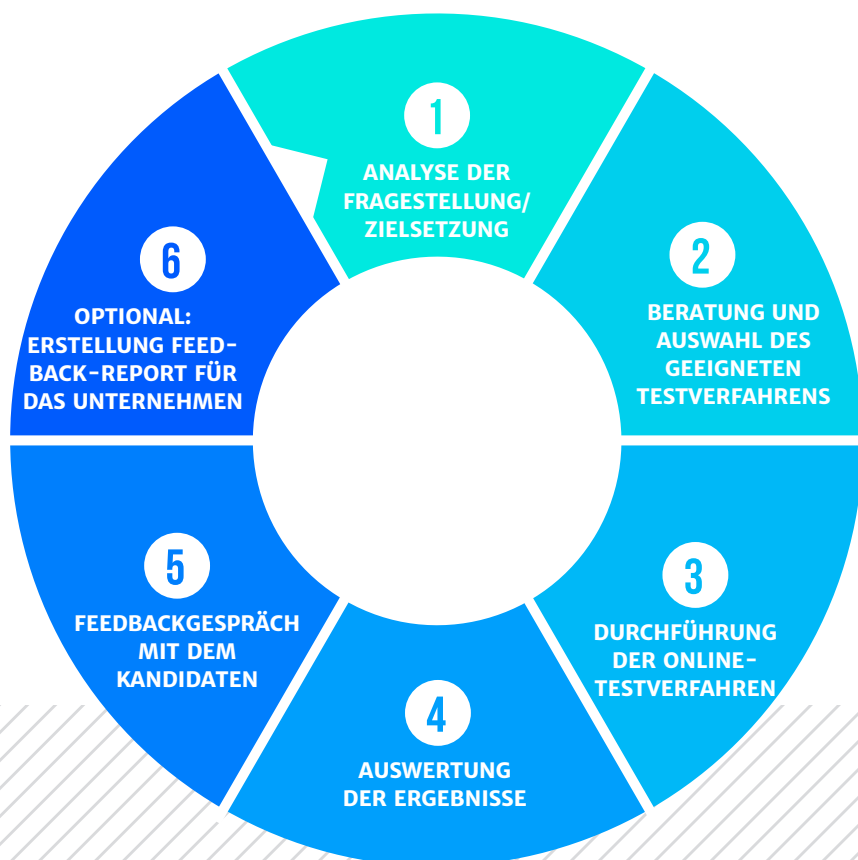 1
ANALYSE DER
FRAGESTELLUNG/
ZIELSETZUNG
2
BERATUNG UND
AUSWAHL DES
GEEIGNETEN
TESTVERFAHRENS
3
DURCHFÜHRUNG
DER ONLINE-
TESTVERFAHREN
4
AUSWERTUNG
DER ERGEBNISSE
5
FEEDBACKGESPRÄCH
MIT DEM
KANDIDATEN
6
OPTIONAL:
ERSTELLUNG FEED-
BACK-REPORT FÜR
DAS UNTERNEHMEN